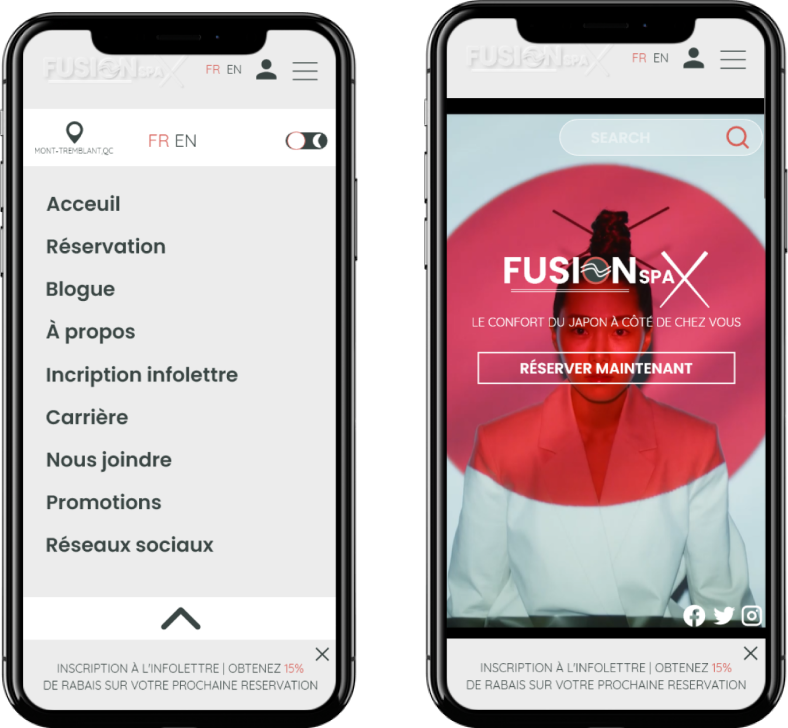 FUSION SPA X
FR EN
MONT-TREMBLANT,QC
FR EN
Acceuil
Réservation
Blogue
À propos
Incription infolettre
Carrière
Nous joindre
Promotions
Réseaux sociaux
INSCRIPTION À L'INFOLETTRE | OBTENEZ 15%
DE RABAIS SUR VOTRE PROCHAINE RESERVATION
FUSION SPA X
FR EN
SEARCH
FUSION SPA X
LE CONFORT DU JAPON À CÔTÉ DE CHEZ VOUS
RÉSERVER MAINTENANT
INSCRIPTION À L'INFOLETTRE | OBTENEZ 15%
DE RABAIS SUR VOTRE PROCHAINE RESERVATION